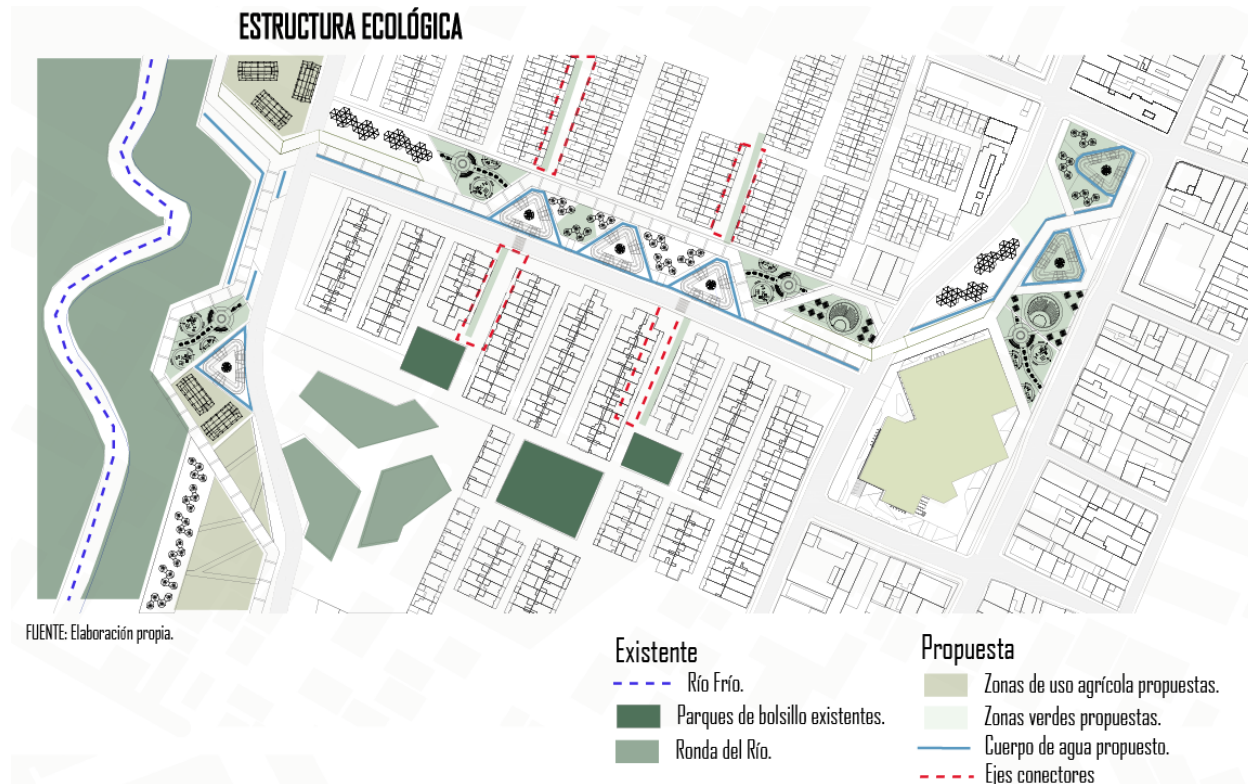 ESTRUCTURA ECOLÓGICA
FUENTE: Elaboración propia.
Existente
Río Frío.
Parques de bolsillo existentes.
Ronda del Río.
Propuesta
Zonas de uso agrícola propuestas.
Zonas verdes propuestas.
Cuerpo de agua propuesto.
Ejes conectores